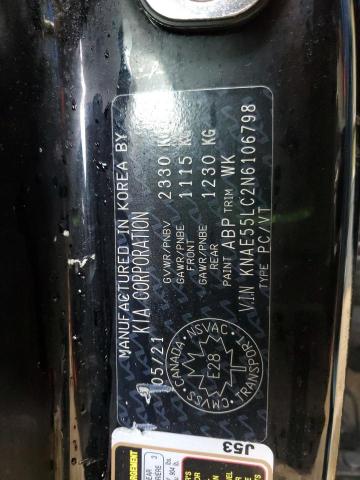 MANUFACTURED IN KOREA BY
KIA CORPORATION
05/21
GVWR/PNBV 2330 KG
GAWR/PNBE FRONT 1115 KG
GAWR/PNBE REAR 1230 KG
PAINT ABP TRIM WK
V/N KNAE55LC2N6106798
TYPE PC/VT
CANADA
NSVAC
E28
TRANSPORT
CMVSS
J53